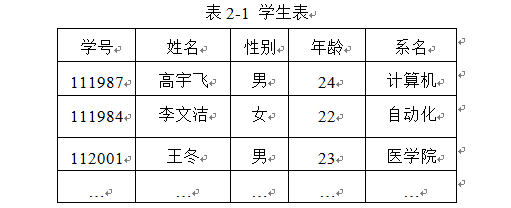 表 2-1 学生表
学号 姓名 性别 年龄 系名
111987 高宇飞 男 24 计算机
111984 李文洁 女 22 自动化
112001 王冬 男 23 医学院
… … … … …